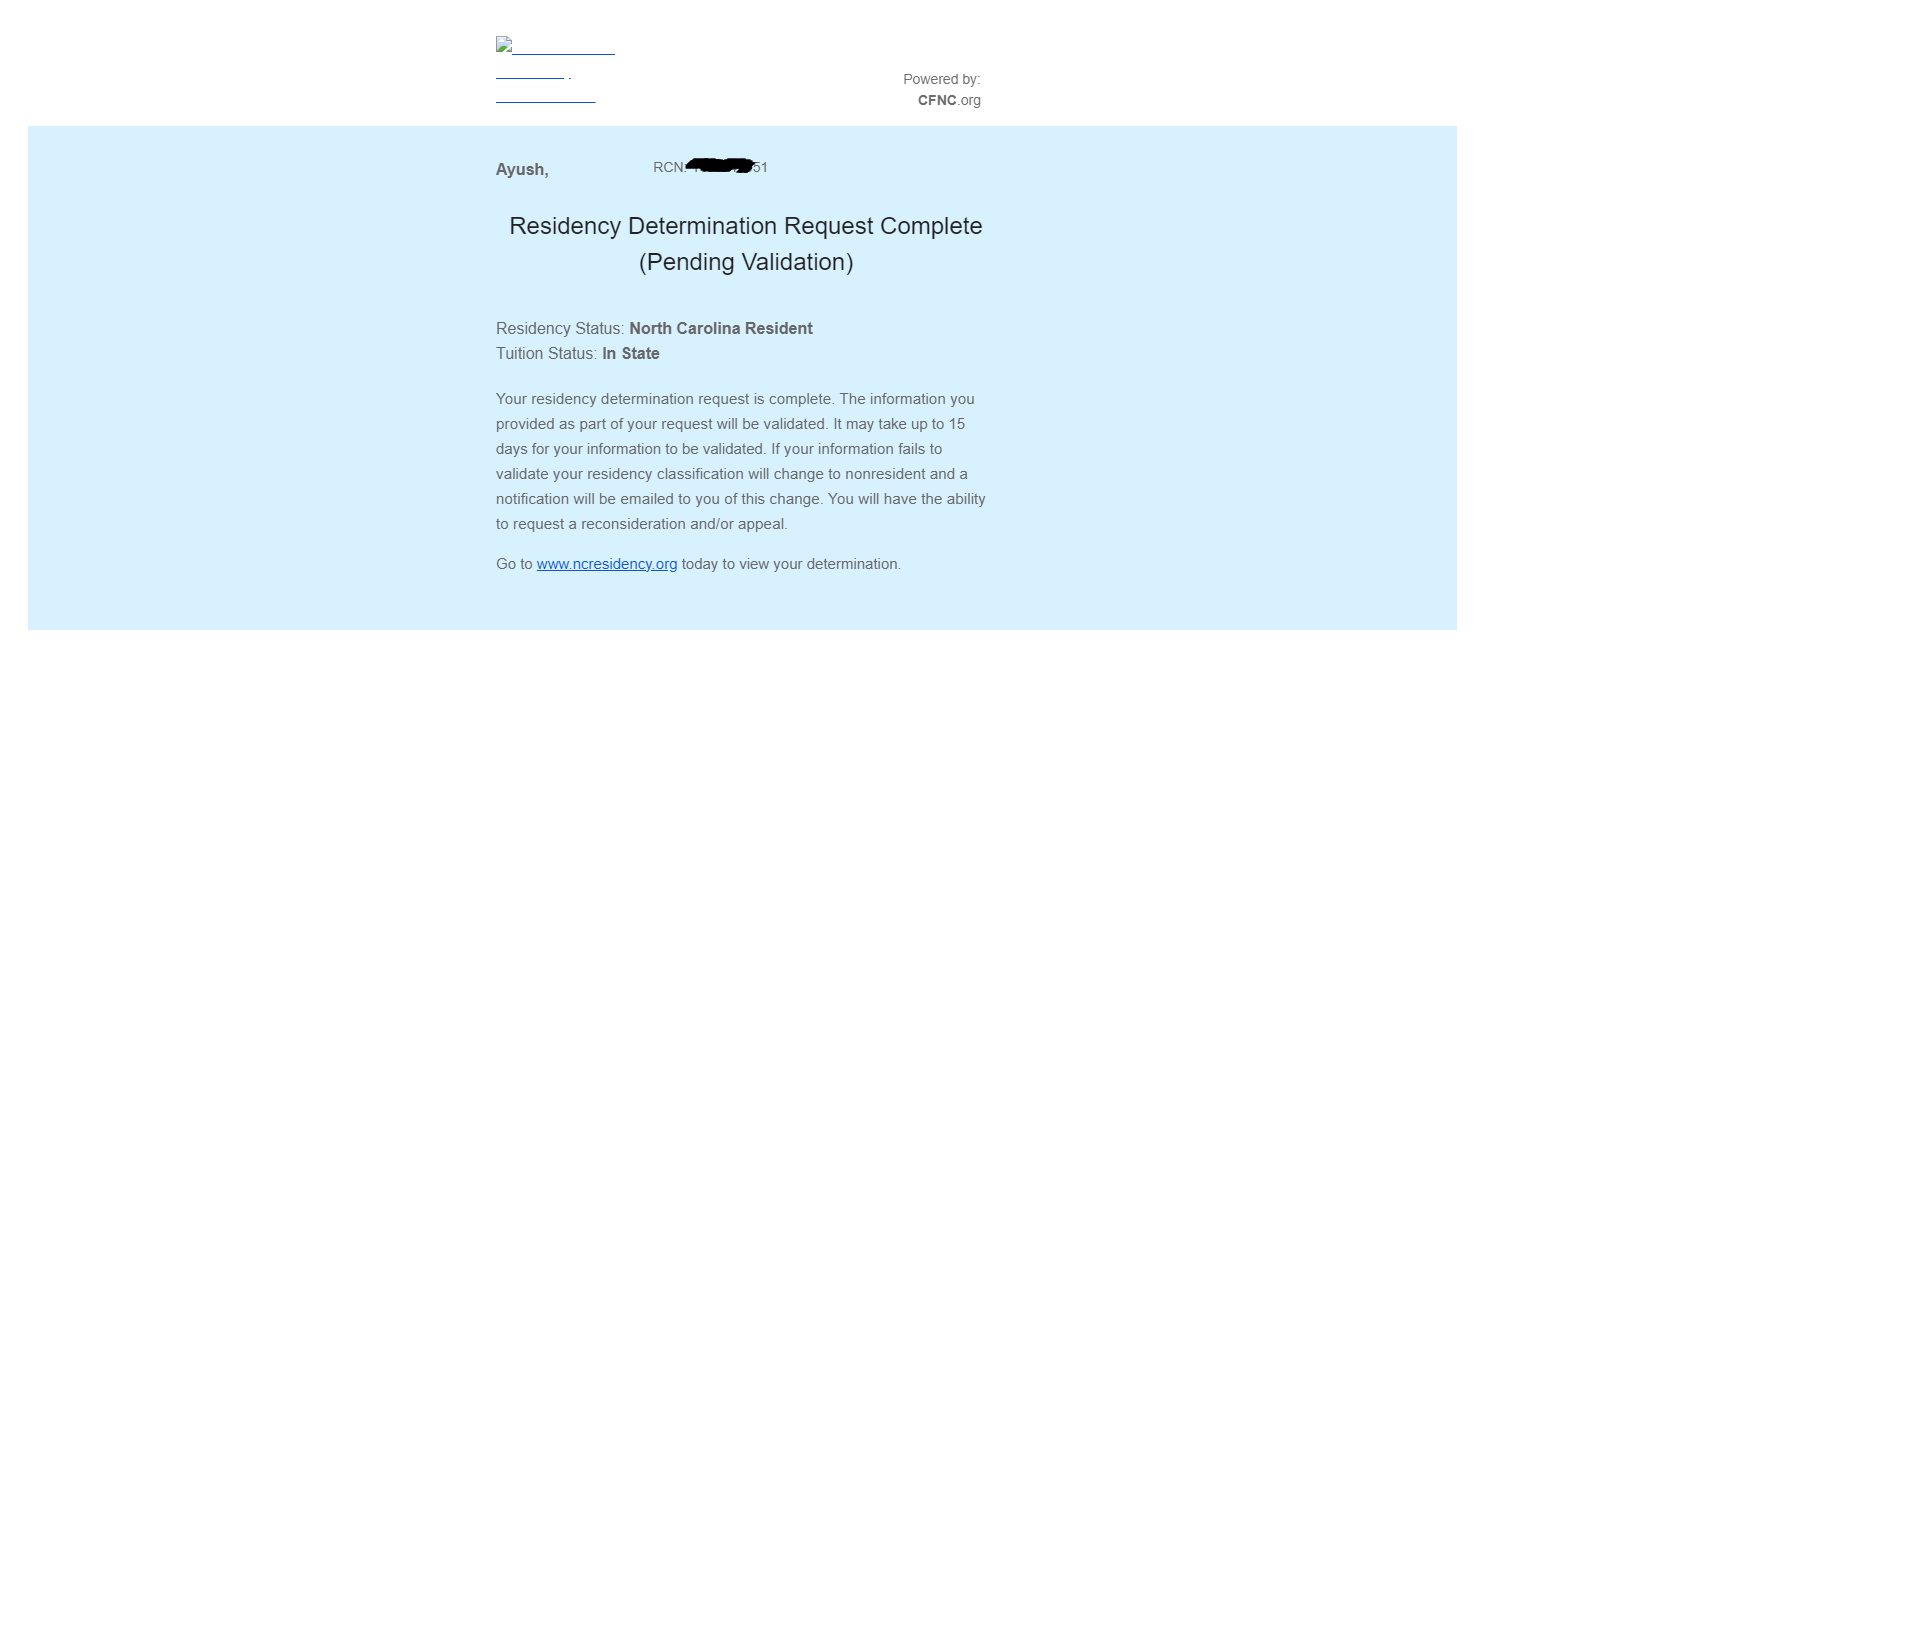 Powered by:
CFNC.org
Ayush,
RCN: 51
Residency Determination Request Complete
(Pending Validation)
Residency Status: North Carolina Resident
Tuition Status: In State
Your residency determination request is complete. The information you
provided as part of your request will be validated. It may take up to 15
days for your information to be validated. If your information fails to
validate your residency classification will change to nonresident and a
notification will be emailed to you of this change. You will have the ability
to request a reconsideration and/or appeal.
Go to www.ncresidency.org today to view your determination.